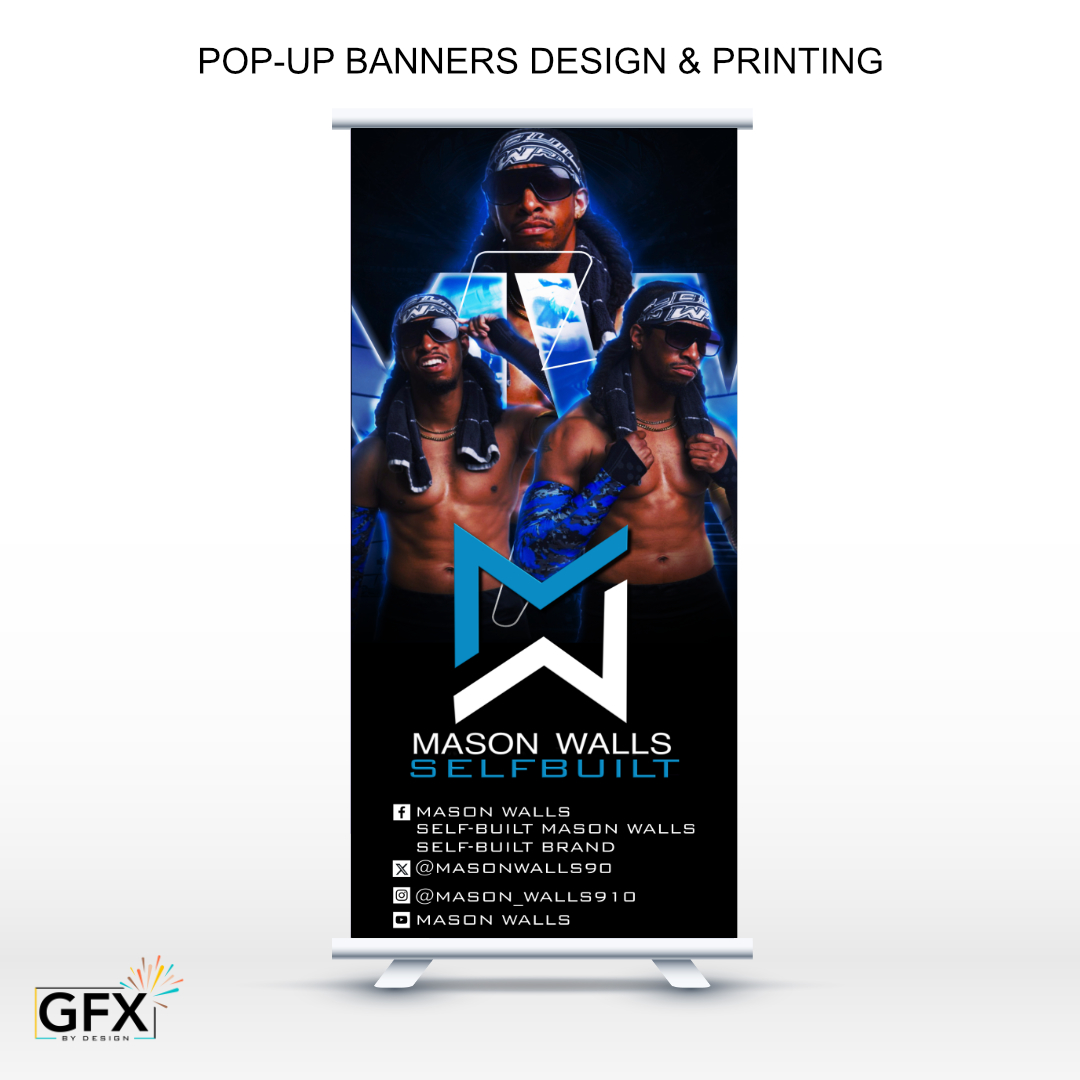 POP-UP BANNERS DESIGN & PRINTING
MW
MASON WALLS
SELFBUILT
MASON WALLS
SELF-BUILT MASON WALLS
SELF-BUILT BRAND
@MASONWALLS90
@MASON_WALLS910
MASON WALLS
GFX
BY DESIGN